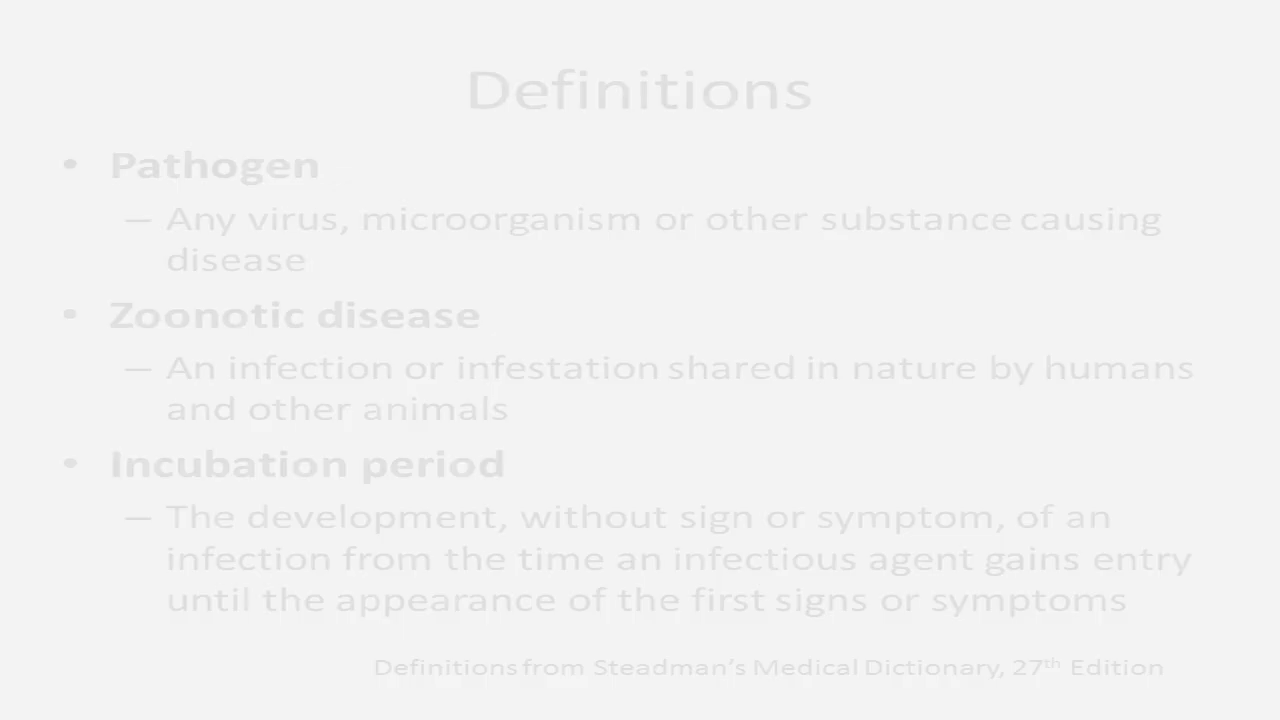 Definitions
• Pathogen
– Any virus, microorganism or other substance causing
disease
• Zoonotic disease
– An infection or infestation shared in nature by humans
and other animals
• Incubation period
– The development, without sign or symptom, of an
infection from the time an infectious agent gains entry
until the appearance of the first signs or symptoms
Definitions from Steadman's Medical Dictionary, 27th Edition